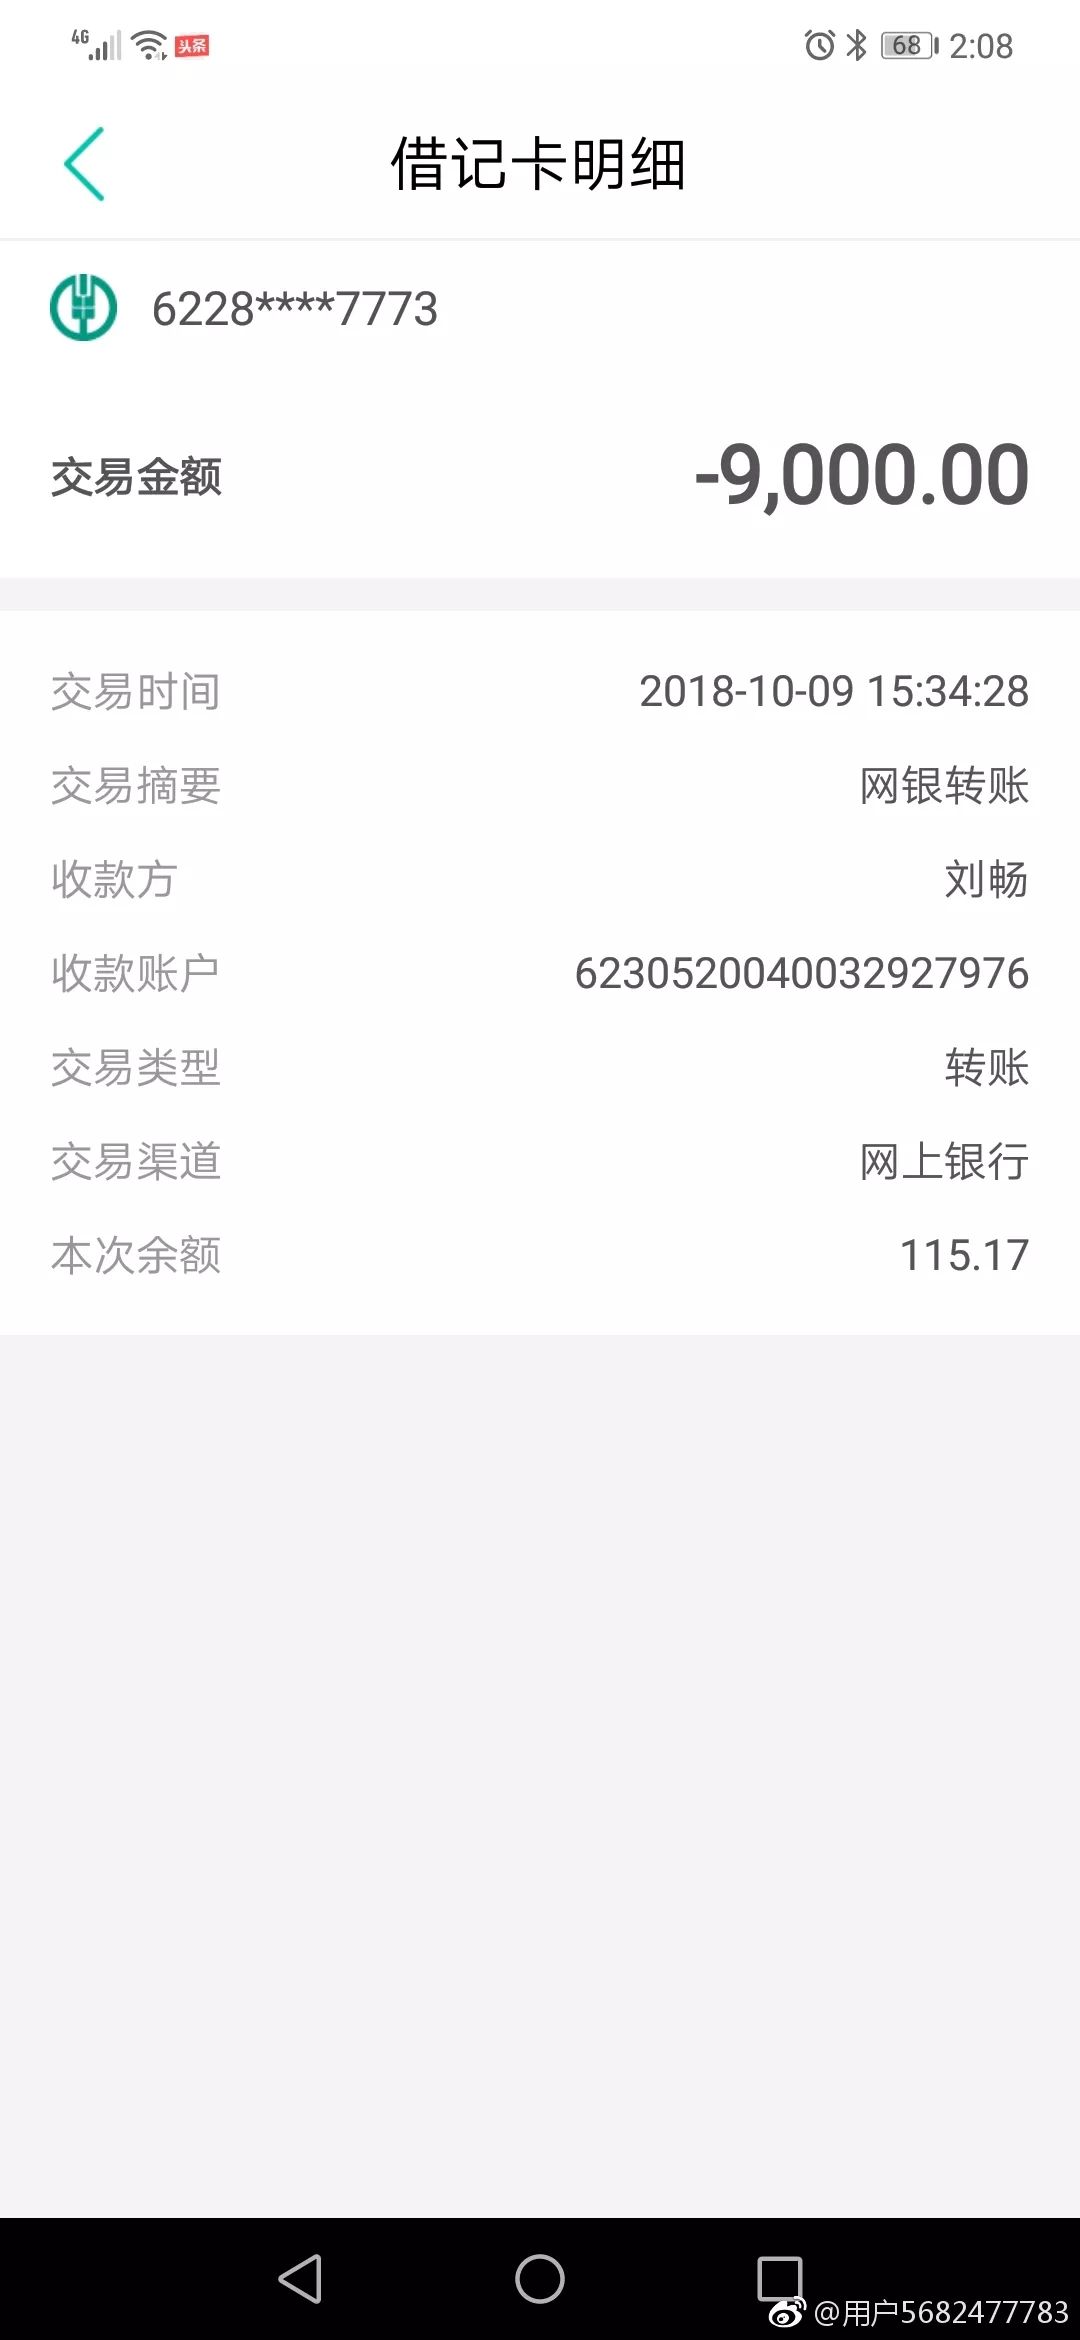 4G 头条 68 2:08
借记卡明细
6228****7773
交易金额 -9,000.00
交易时间 2018-10-09 15:34:28
交易摘要 网银转账
收款方 刘畅
收款账户 6230520040032927976
交易类型 转账
交易渠道 网上银行
本次余额 115.17
@用户5682477783